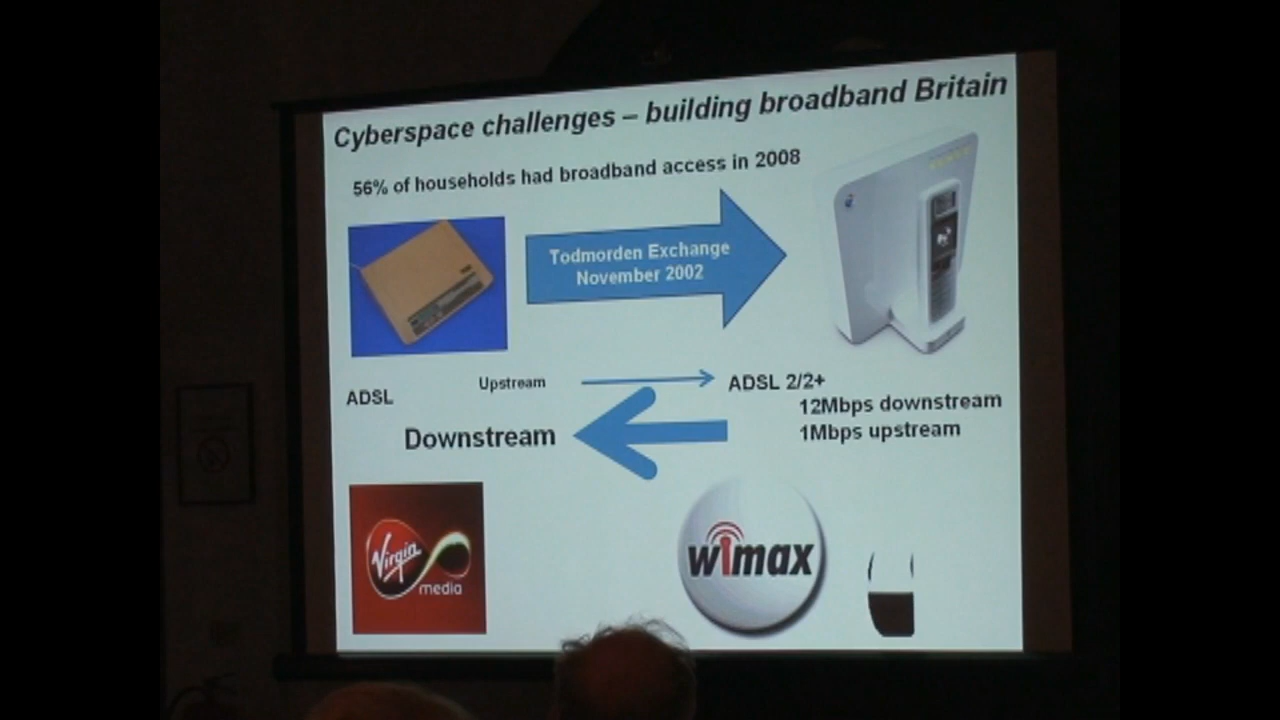 Cyberspace challenges – building broadband Britain
56% of households had broadband access in 2008
Todmorden Exchange
November 2002
Upstream
ADSL 2/2+
ADSL
12Mbps downstream
Downstream
1Mbps upstream
Virgin
media
wimax